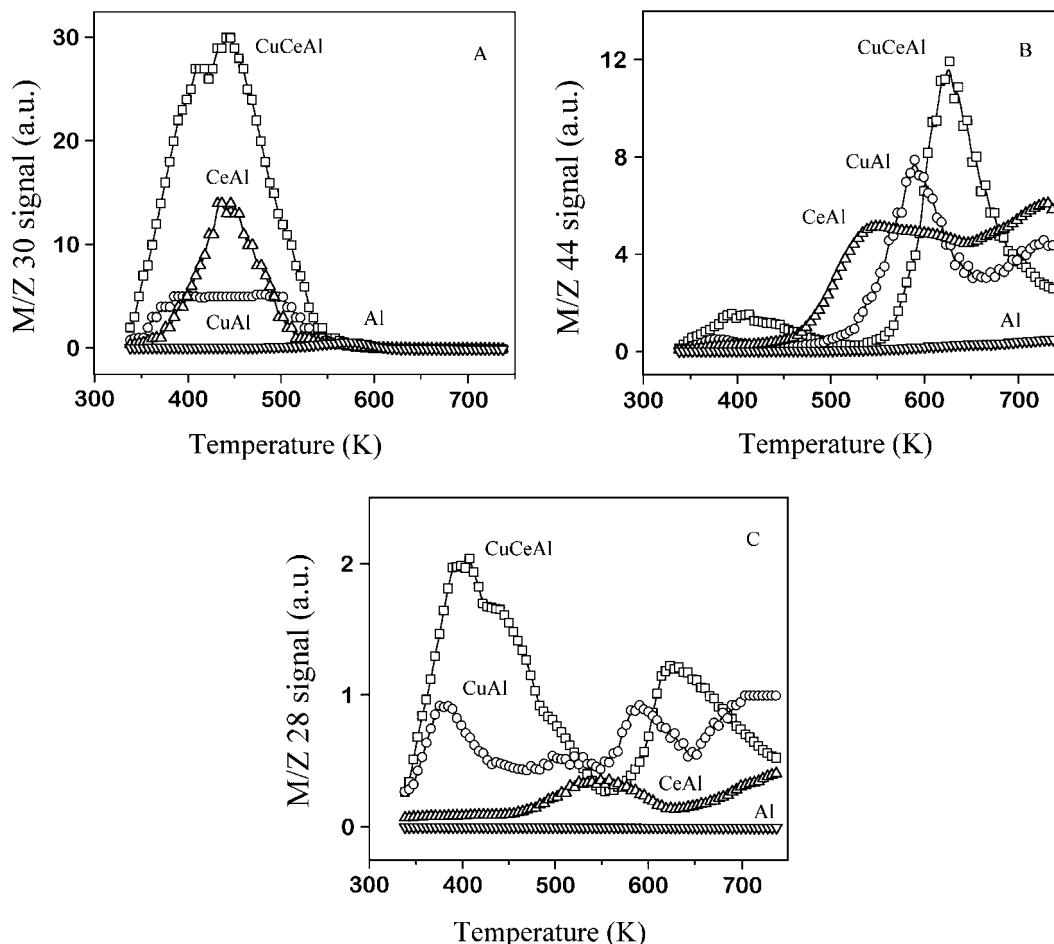 A
M/Z 30 signal (a.u.)
30
20
10
0
CuCeAl
CeAl
CuAl
Al
300 400 500 600 700
Temperature (K)
B
M/Z 44 signal (a.u.)
12
8
4
0
CuCeAl
CuAl
CeAl
Al
300 400 500 600 700
Temperature (K)
C
M/Z 28 signal (a.u.)
2
1
0
CuCeAl
CuAl
CeAl
Al
300 400 500 600 700
Temperature (K)